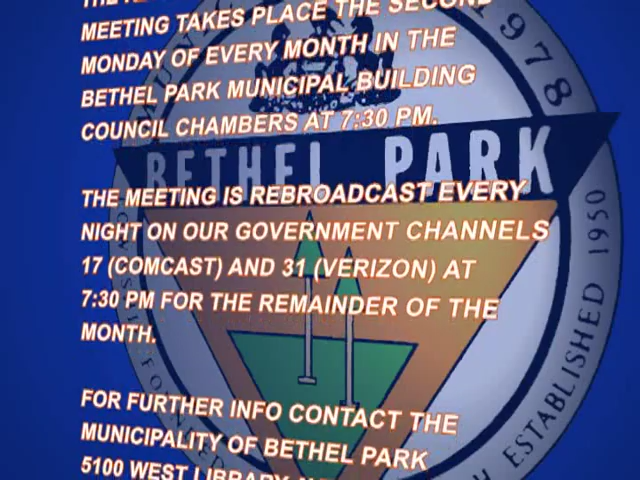 MEETING TAKES PLACE THE SECOND
MONDAY OF EVERY MONTH IN THE
BETHEL PARK MUNICIPAL BUILDING
COUNCIL CHAMBERS AT 7:30 PM.
THE MEETING IS REBROADCAST EVERY
NIGHT ON OUR GOVERNMENT CHANNELS
17 (COMCAST) AND 31 (VERIZON) AT
7:30 PM FOR THE REMAINDER OF THE
MONTH.
FOR FURTHER INFO CONTACT THE
MUNICIPALITY OF BETHEL PARK
5100 WEST LIBRARY
BETHEL PARK
1978
ESTABLISHED 1950